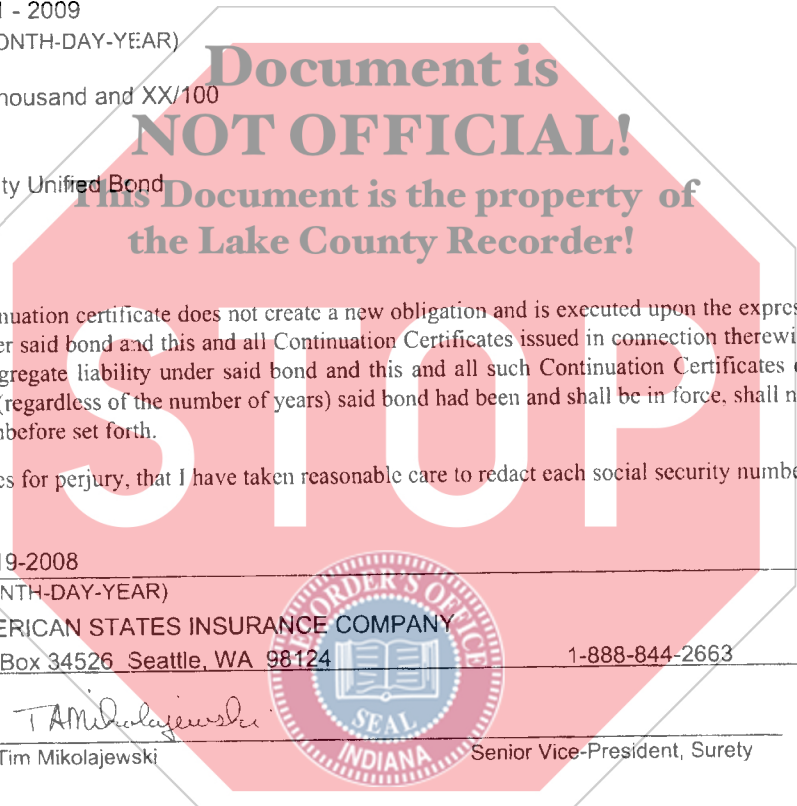 1 - 2009
ONTH-DAY-YEAR)
Document is
housand and XX/100
NOT OFFICIAL!
ty Unified Bond
This Document is the property of
the Lake County Recorder!
STOP
nuation certificate does not create a new obligation and is executed upon the expres
er said bond and this and all Continuation Certificates issued in connection therewi
gregate liability under said bond and this and all such Continuation Certificates
(regardless of the number of years) said bond had been and shall be in force, shall n
nbefore set forth.
es for perjury, that I have taken reasonable care to redact each social security numbe
19-2008
NTH-DAY-YEAR)
ERICAN STATES INSURANCE COMPANY
Box 34526 Seattle, WA 98124 1-888-844-2663
RECORDER'S OFFICE
SEAL
INDIANA
TAMikolajewski
Tim Mikolajewski Senior Vice-President, Surety